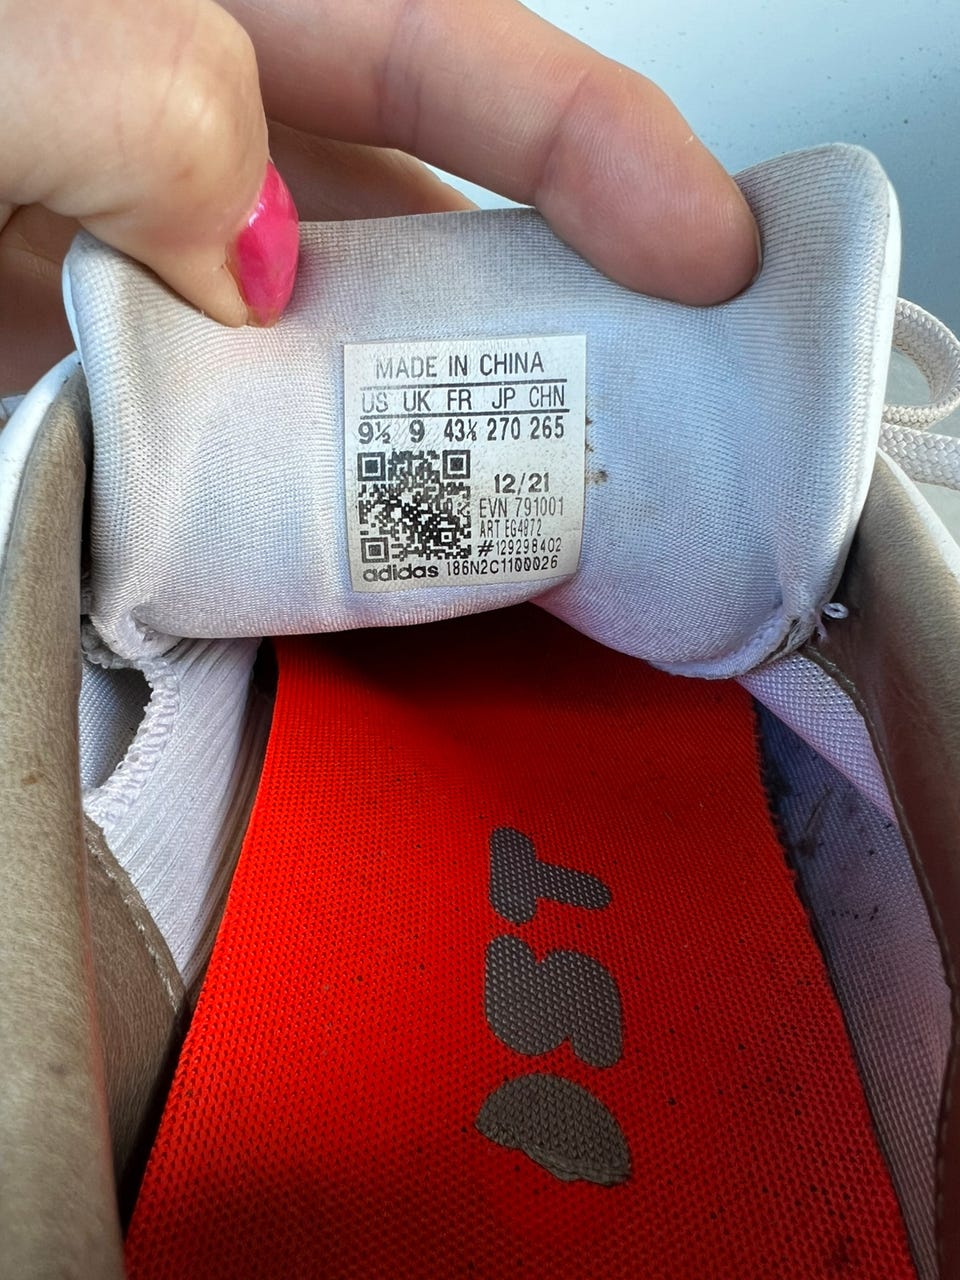 MADE IN CHINA
US UK FR JP CHN
9½ 9 43⅓ 270 265
12/21
EVN 791001
ART EG4872
#129298402
adidas 186N2C1100026